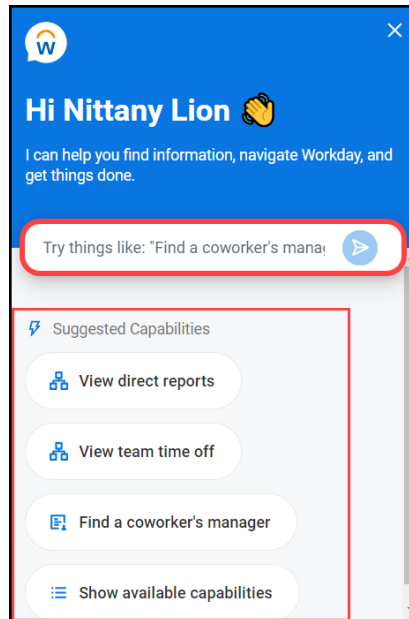 W
Hi Nittany Lion 👋
I can help you find information, navigate Workday, and
get things done.
Try things like: "Find a coworker's mana
Suggested Capabilities
View direct reports
View team time off
Find a coworker's manager
Show available capabilities